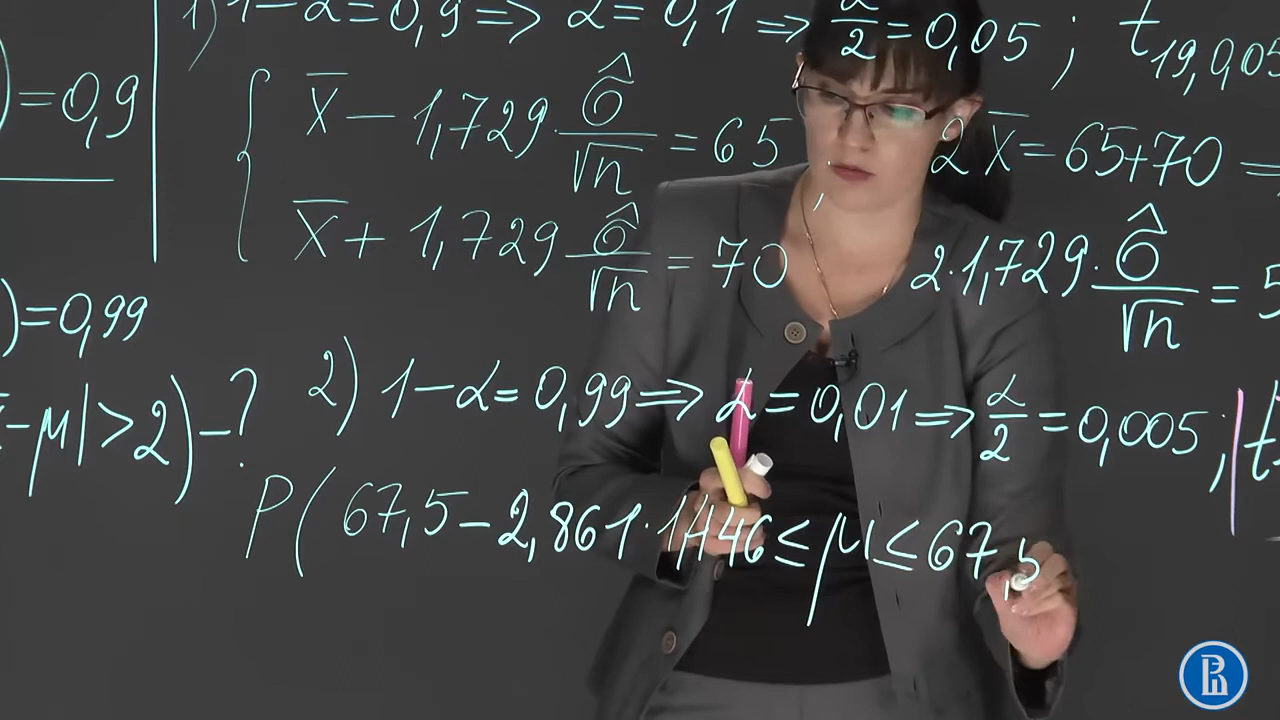 1) 1-α=0,9 => α=0,1 => α/2=0,05 ; t19,0,05
)=0,9
X̄ - 1,729·σ̂/√n = 65
2X̄=65+70 =
X̄ + 1,729 σ̂/√n = 70
2·1,729·σ̂/√n = 5
)=0,99
2) 1-α=0,99 => α=0,01 => α/2=0,005 ; t
-μ|>2)-?
P(67,5-2,861·1,446≤μ≤67,5